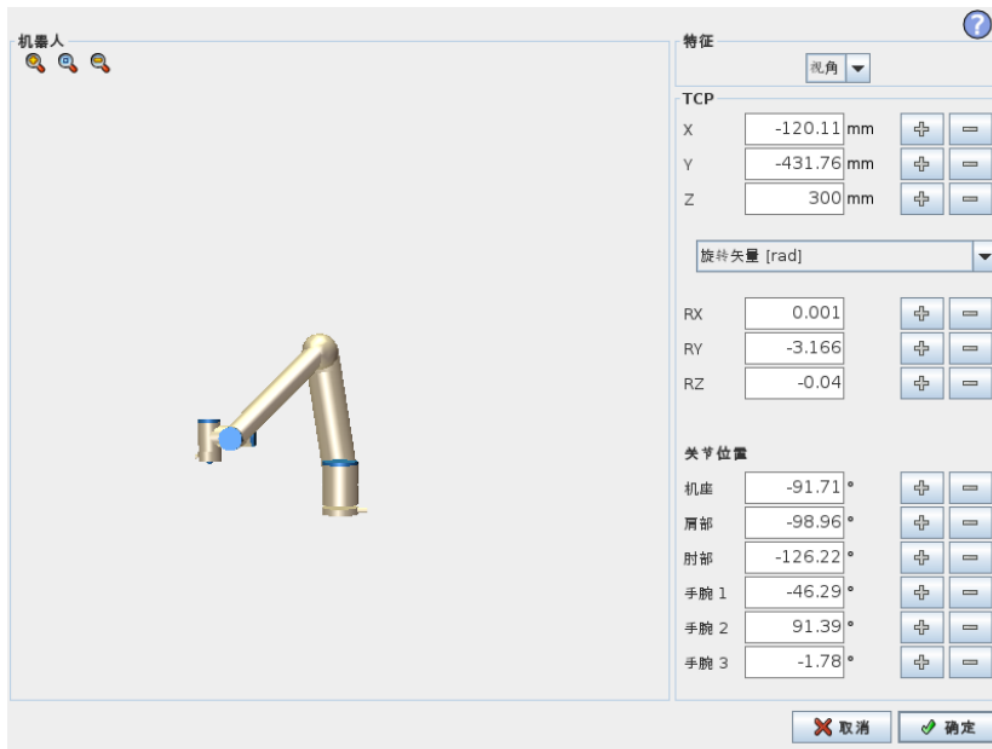 机器人
特征
视角
TCP
X -120.11 mm
Y -431.76 mm
Z 300 mm
旋转矢量 [rad]
RX 0.001
RY -3.166
RZ -0.04
关节位置
机座 -91.71 °
肩部 -98.96 °
肘部 -126.22 °
手腕 1 -46.29 °
手腕 2 91.39 °
手腕 3 -1.78 °
取消 确定